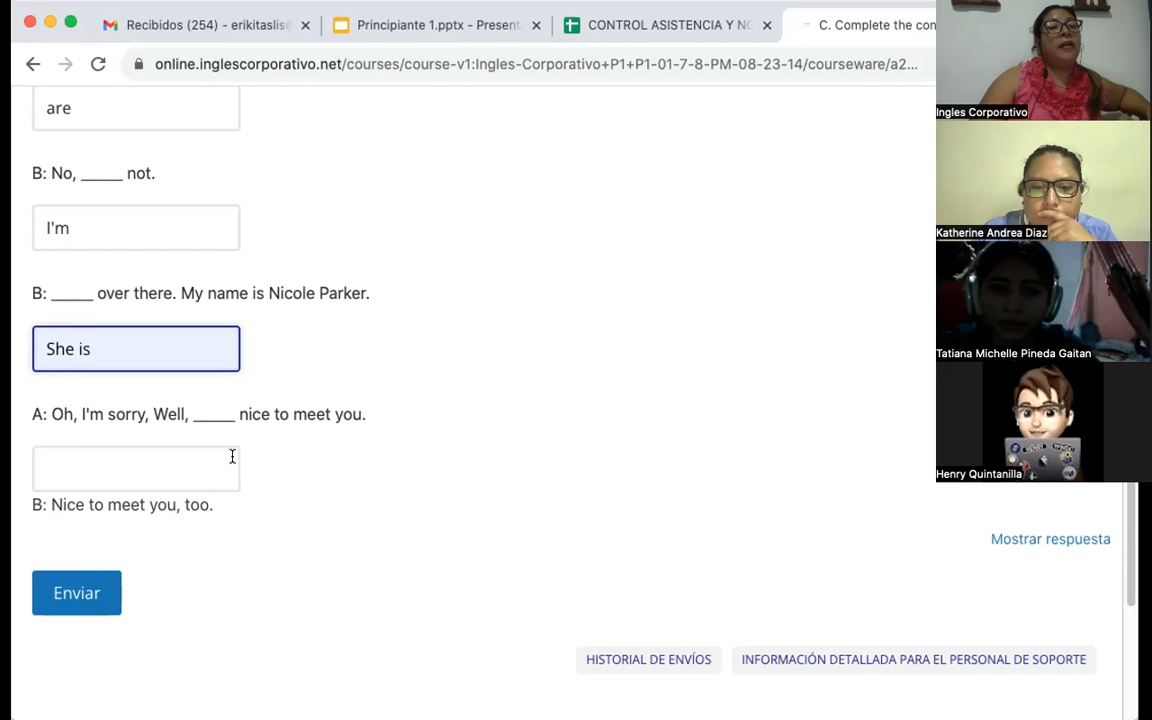 Recibidos (254) - erikitaslis
Principiante 1.pptx - Present
CONTROL ASISTENCIA Y NO
C. Complete the con
online.inglescorporativo.net/courses/course-v1:Ingles-Corporativo+P1+P1-01-7-8-PM-08-23-14/courseware/a2...
are
B: No, _____ not.
I'm
B: _____ over there. My name is Nicole Parker.
She is
A: Oh, I'm sorry, Well, _____ nice to meet you.
B: Nice to meet you, too.
Mostrar respuesta
Enviar
HISTORIAL DE ENVÍOS
INFORMACIÓN DETALLADA PARA EL PERSONAL DE SOPORTE
Ingles Corporativo
Katherine Andrea Diaz
Tatiana Michelle Pineda Gaitan
Henry Quintanilla